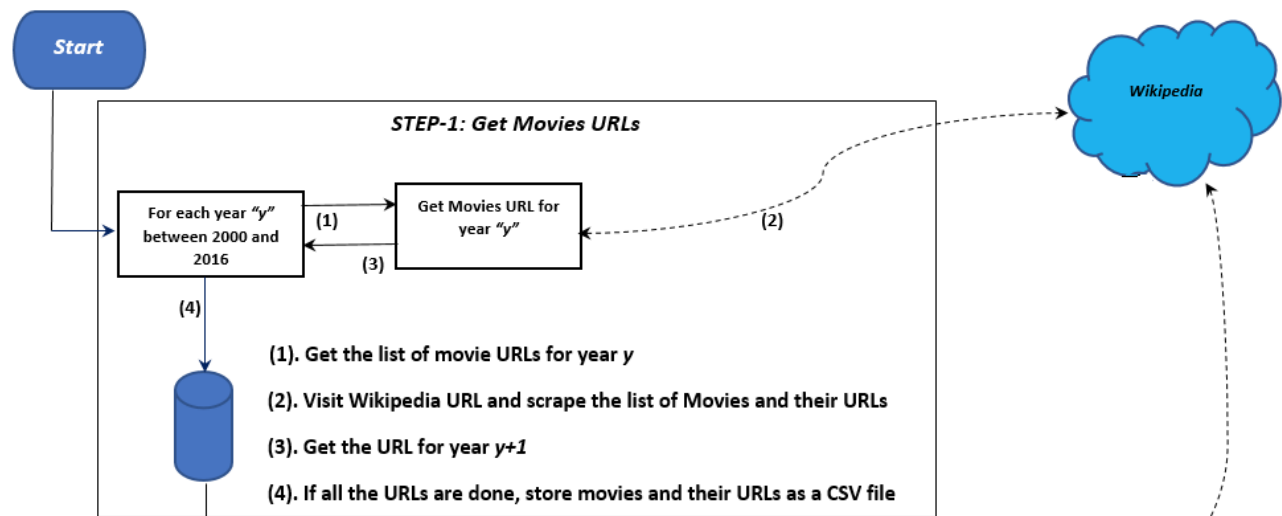 Start
Wikipedia
STEP-1: Get Movies URLs
For each year “y”
between 2000 and
2016
(1)
Get Movies URL for
year “y”
(2)
(3)
(4)
(1). Get the list of movie URLs for year y
(2). Visit Wikipedia URL and scrape the list of Movies and their URLs
(3). Get the URL for year y+1
(4). If all the URLs are done, store movies and their URLs as a CSV file